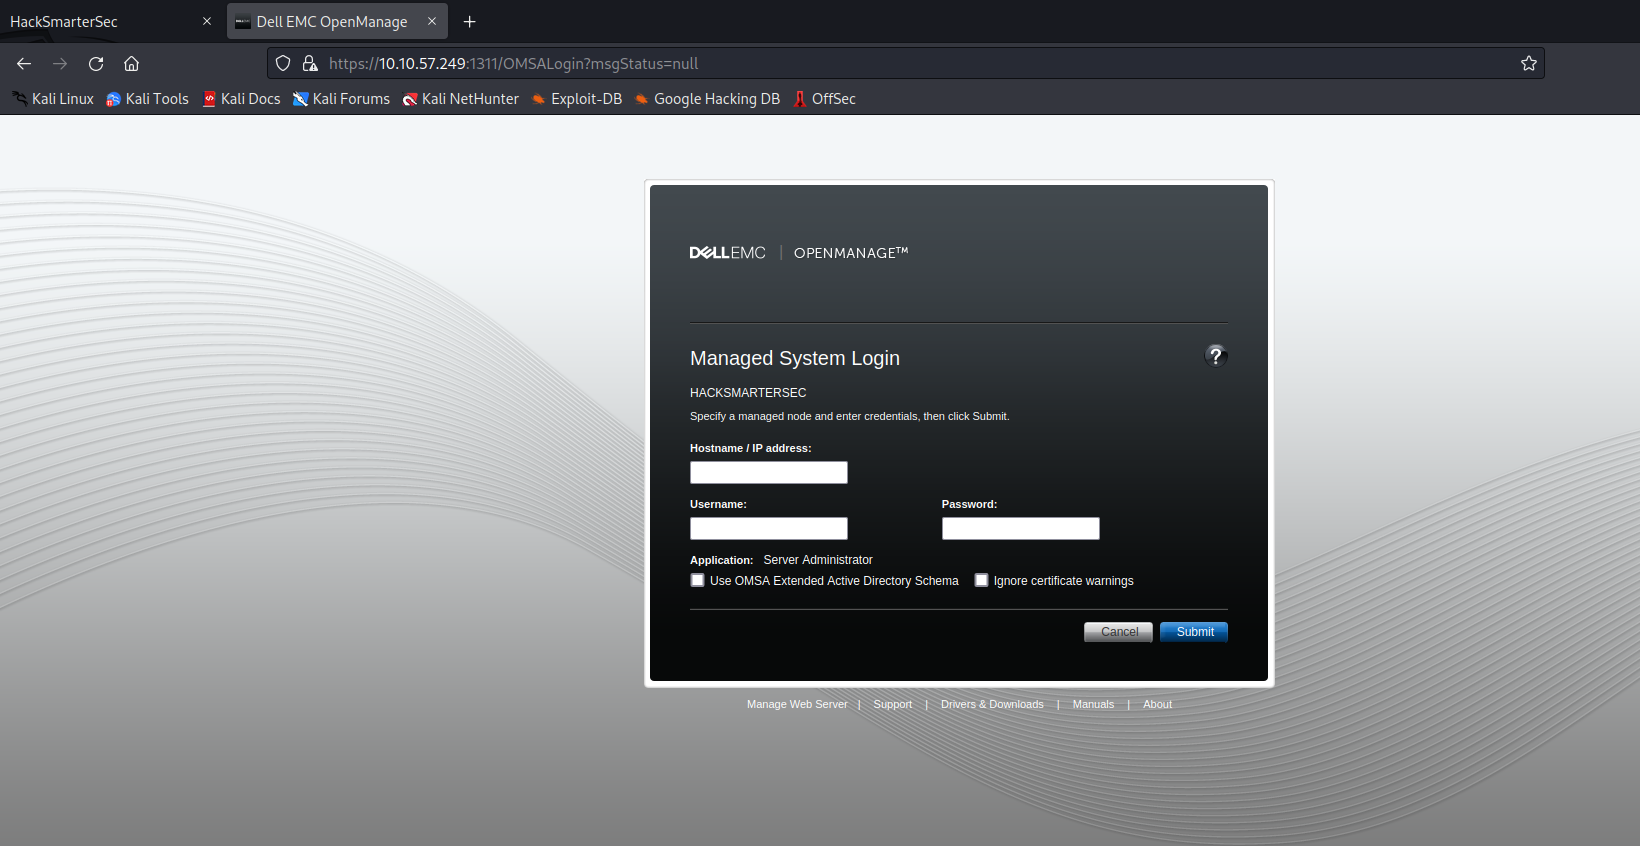 HackSmarterSec
Dell EMC OpenManage
https://10.10.57.249:1311/OMSALogin?msgStatus=null
Kali Linux Kali Tools Kali Docs Kali Forums Kali NetHunter Exploit-DB Google Hacking DB OffSec
DELLEMC | OPENMANAGE™
Managed System Login
?
HACKSMARTERSEC
Specify a managed node and enter credentials, then click Submit.
Hostname / IP address:
Username: Password:
Application: Server Administrator
Use OMSA Extended Active Directory Schema Ignore certificate warnings
Cancel Submit
Manage Web Server | Support | Drivers & Downloads | Manuals | About